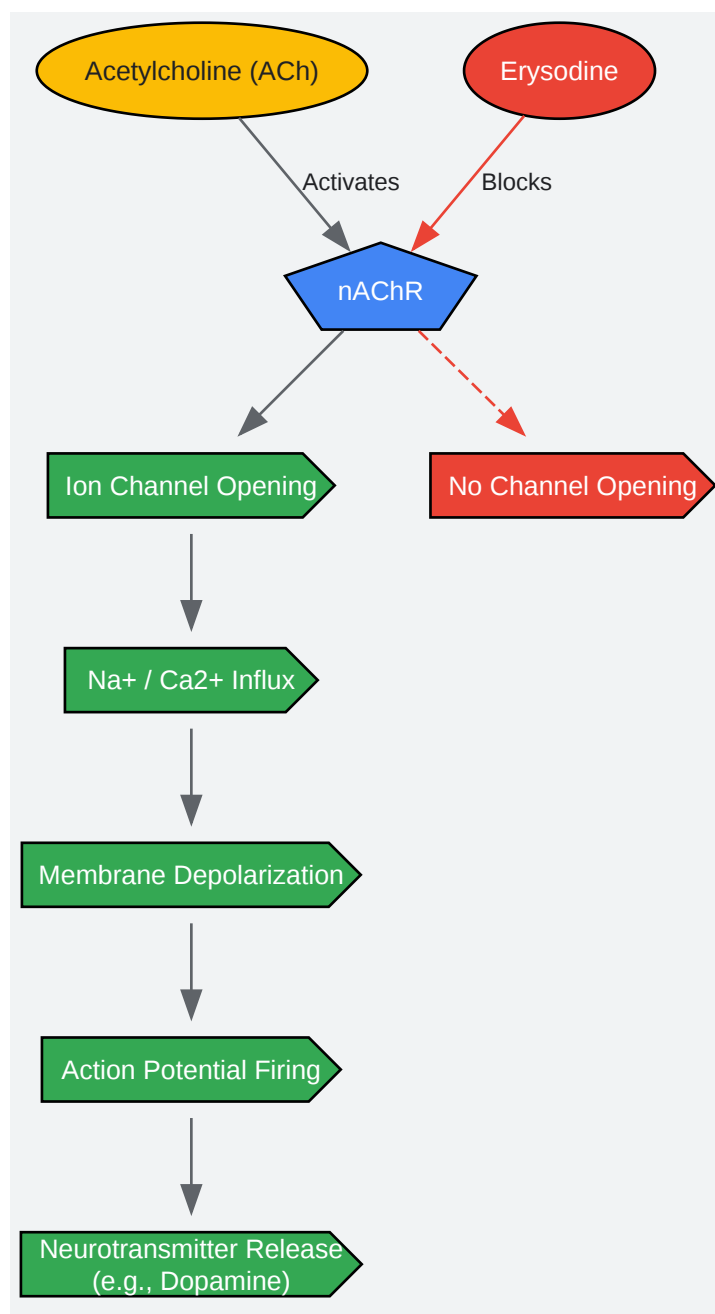 Acetylcholine (ACh)
Erysodine
Activates
Blocks
nAChR
Ion Channel Opening
No Channel Opening
Na+ / Ca2+ Influx
Membrane Depolarization
Action Potential Firing
Neurotransmitter Release
(e.g., Dopamine)